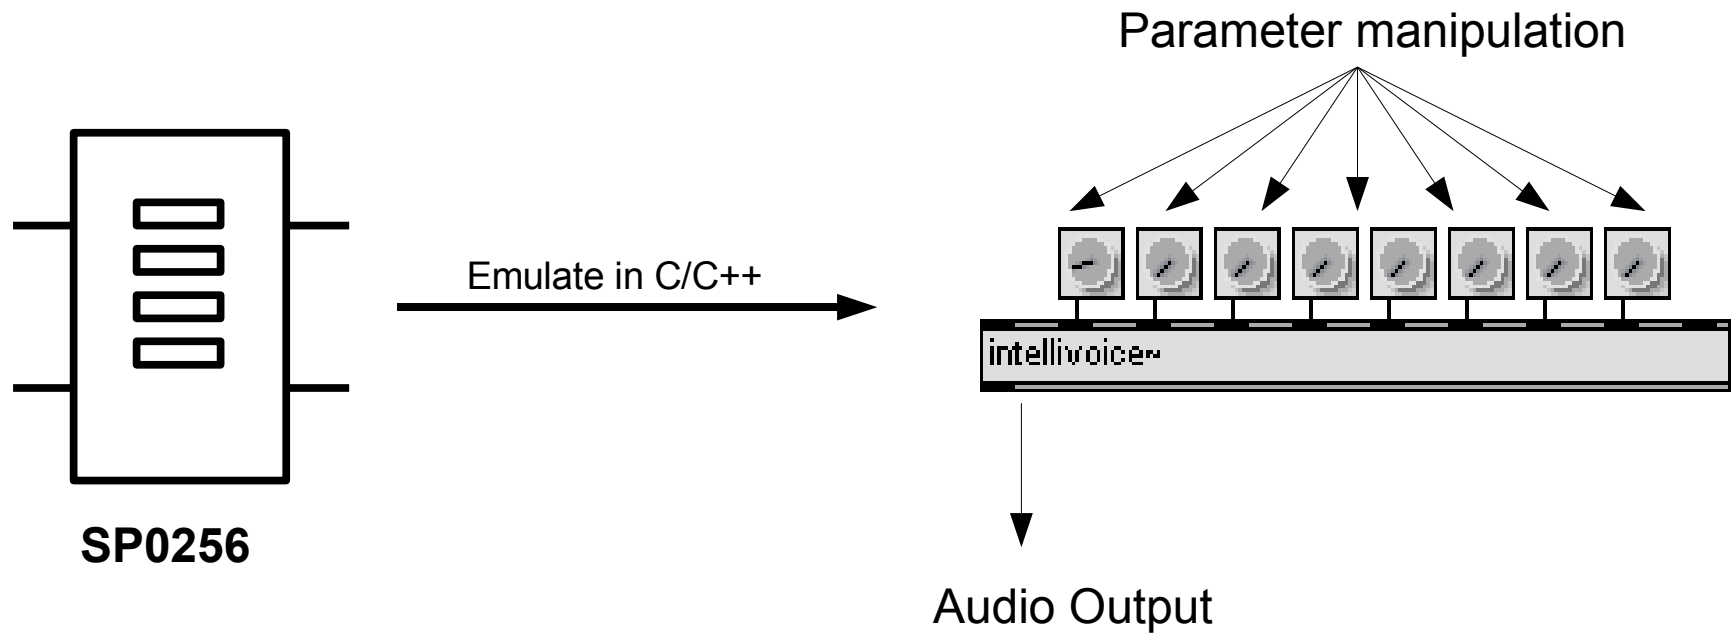 Parameter manipulation
Emulate in C/C++
intellivoice~
SP0256
Audio Output